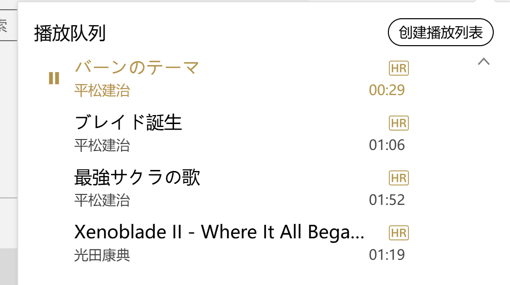 索
播放队列
创建播放列表
バーンのテーマ HR
平松建治 00:29
ブレイド誕生 HR
平松建治 01:06
最強サクラの歌 HR
平松建治 01:52
Xenoblade II - Where It All Bega... HR
光田康典 01:19